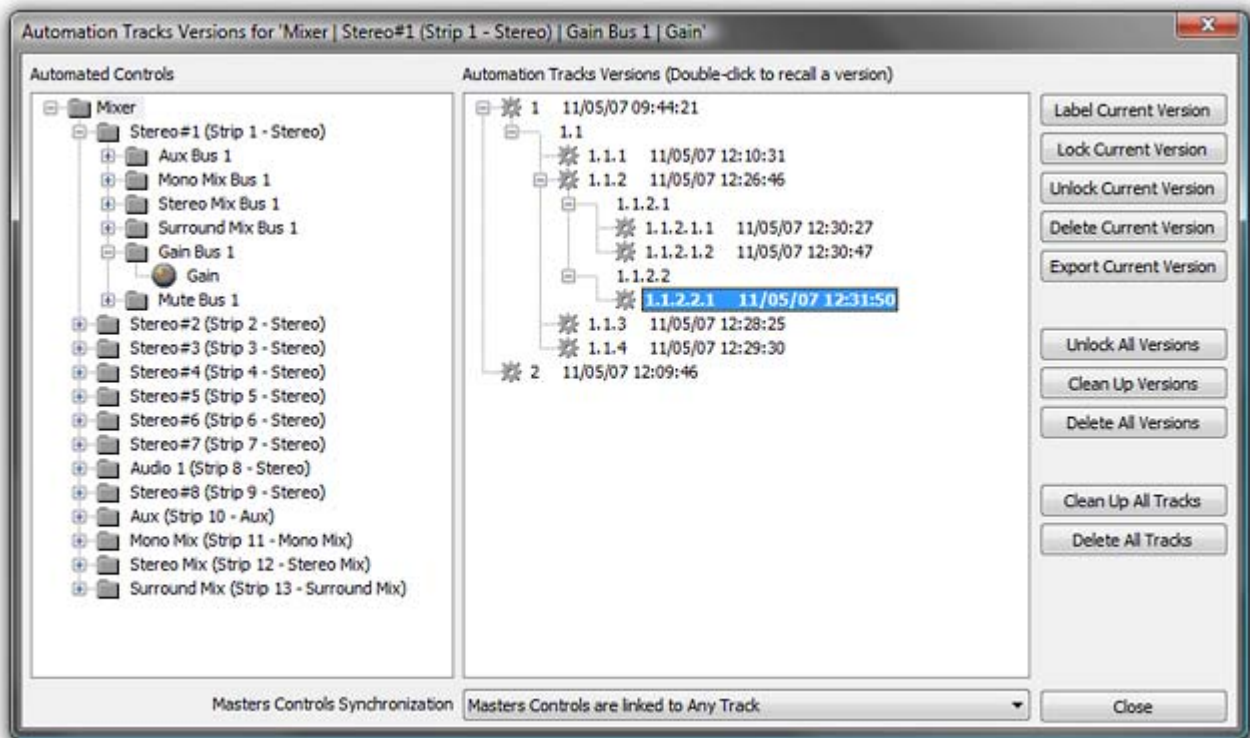 Automation Tracks Versions for 'Mixer | Stereo#1 (Strip 1 - Stereo) | Gain Bus 1 | Gain'
Automated Controls
Mixer
Stereo#1 (Strip 1 - Stereo)
Aux Bus 1
Mono Mix Bus 1
Stereo Mix Bus 1
Surround Mix Bus 1
Gain Bus 1
Gain
Mute Bus 1
Stereo#2 (Strip 2 - Stereo)
Stereo#3 (Strip 3 - Stereo)
Stereo#4 (Strip 4 - Stereo)
Stereo#5 (Strip 5 - Stereo)
Stereo#6 (Strip 6 - Stereo)
Stereo#7 (Strip 7 - Stereo)
Audio 1 (Strip 8 - Stereo)
Stereo#8 (Strip 9 - Stereo)
Aux (Strip 10 - Aux)
Mono Mix (Strip 11 - Mono Mix)
Stereo Mix (Strip 12 - Stereo Mix)
Surround Mix (Strip 13 - Surround Mix)
Automation Tracks Versions (Double-click to recall a version)
1 11/05/07 09:44:21
1.1
1.1.1 11/05/07 12:10:31
1.1.2 11/05/07 12:26:46
1.1.2.1
1.1.2.1.1 11/05/07 12:30:27
1.1.2.1.2 11/05/07 12:30:47
1.1.2.2
1.1.2.2.1 11/05/07 12:31:50
1.1.3 11/05/07 12:28:25
1.1.4 11/05/07 12:29:30
2 11/05/07 12:09:46
Label Current Version
Lock Current Version
Unlock Current Version
Delete Current Version
Export Current Version
Unlock All Versions
Clean Up Versions
Delete All Versions
Clean Up All Tracks
Delete All Tracks
Masters Controls Synchronization
Masters Controls are linked to Any Track
Close